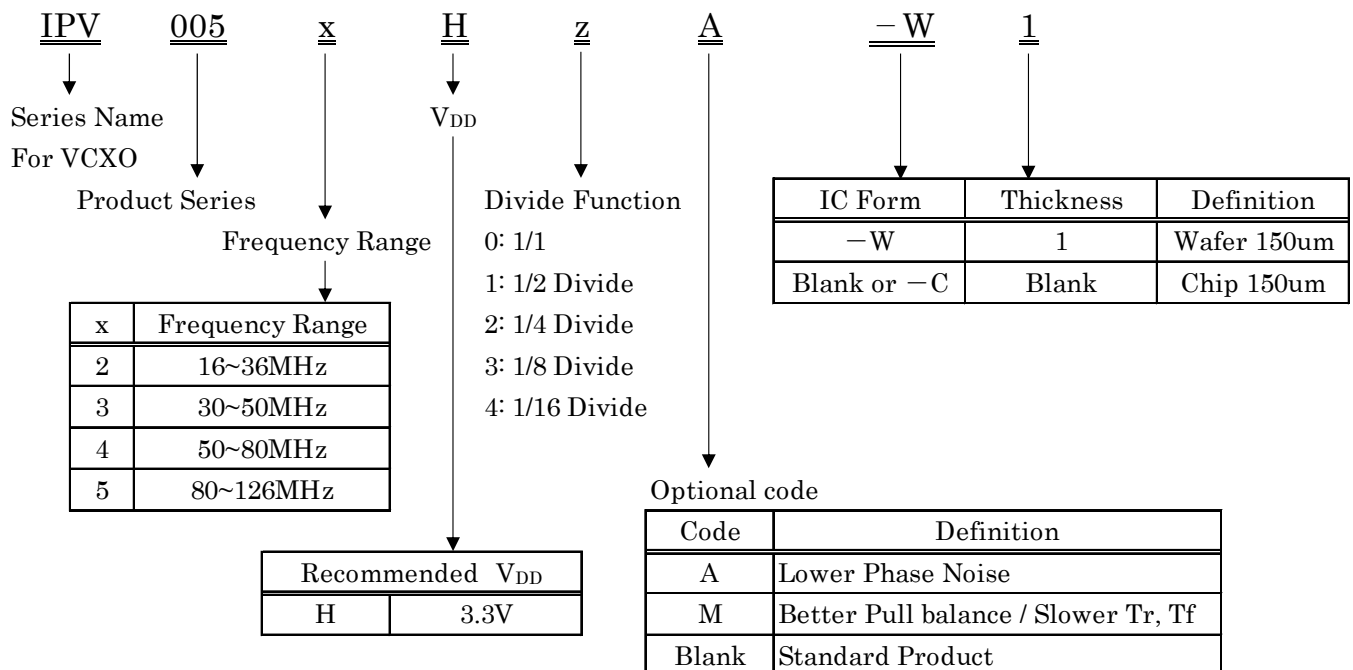 IPV 005 x H z A －W 1
Series Name
For VCXO
VDD
Product Series
Frequency Range
Divide Function
0: 1/1
1: 1/2 Divide
2: 1/4 Divide
3: 1/8 Divide
4: 1/16 Divide
IC Form Thickness Definition
－W 1 Wafer 150um
Blank or －C Blank Chip 150um
x Frequency Range
2 16~36MHz
3 30~50MHz
4 50~80MHz
5 80~126MHz
Recommended VDD
H 3.3V
Optional code
Code Definition
A Lower Phase Noise
M Better Pull balance / Slower Tr, Tf
Blank Standard Product